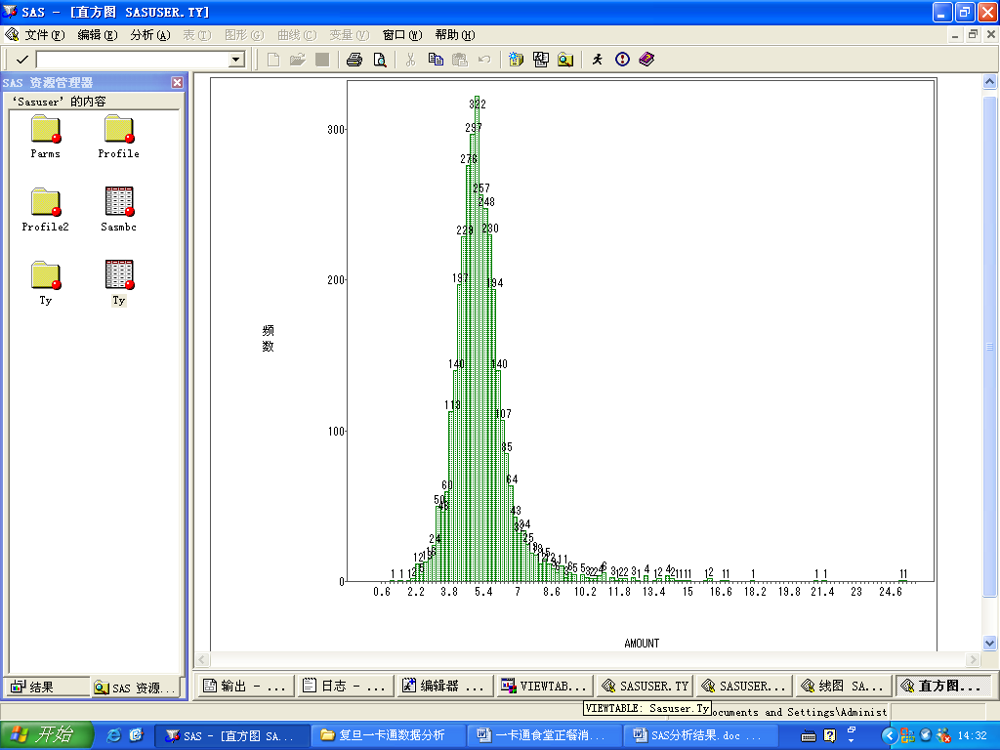 SAS - [直方图 SASUSER.TY]
文件(F) 编辑(E) 分析(A) 表(T) 图形(G) 曲线(C) 变量(V) 窗口(W) 帮助(H)
SAS 资源管理器
‘Sasuser’的内容
Parms Profile
Profile2 Sasmbc
Ty Ty
322
300
297
276
257
248
229 230
200
197 194
频
数
140 140
113 107
100
85
60 64
50
43
34
24 25
12
0
0.6 2.2 3.8 5.4 7 8.6 10.2 11.8 13.4 15 16.6 18.2 19.8 21.4 23 24.6
AMOUNT
结果 SAS 资源...
输出 - ... 日志 - ... 编辑器 ... VIEWTAB... SASUSER.TY SASUSER... 线图 SA... 直方图...
VIEWTABLE: Sasuser.Ty
ocuments and Settings\Administ
开始 SAS - [直方图 SA... 复旦一卡通数据分析 一卡通食堂正餐消... SAS分析结果.doc ... 14:32